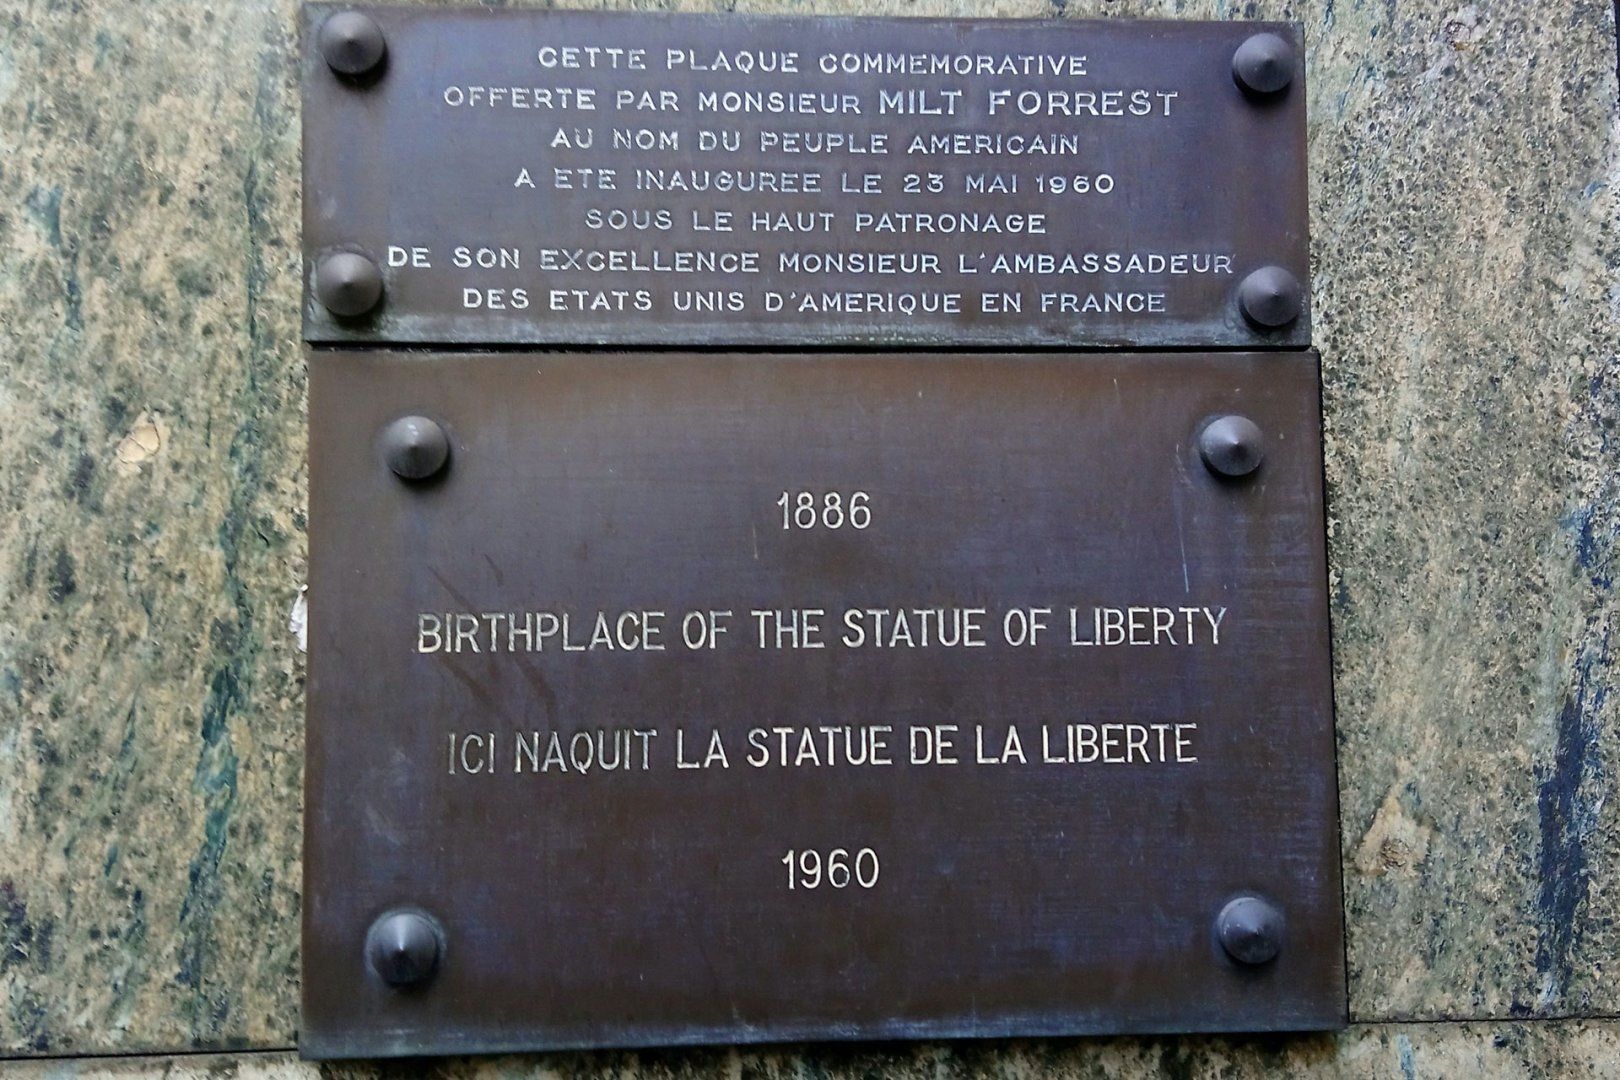 CETTE PLAQUE COMMEMORATIVE
OFFERTE PAR MONSIEUR MILT FORREST
AU NOM DU PEUPLE AMERICAIN
A ETE INAUGUREE LE 23 MAI 1960
SOUS LE HAUT PATRONAGE
DE SON EXCELLENCE MONSIEUR L'AMBASSADEUR
DES ETATS UNIS D'AMERIQUE EN FRANCE
1886
BIRTHPLACE OF THE STATUE OF LIBERTY
ICI NAQUIT LA STATUE DE LA LIBERTE
1960